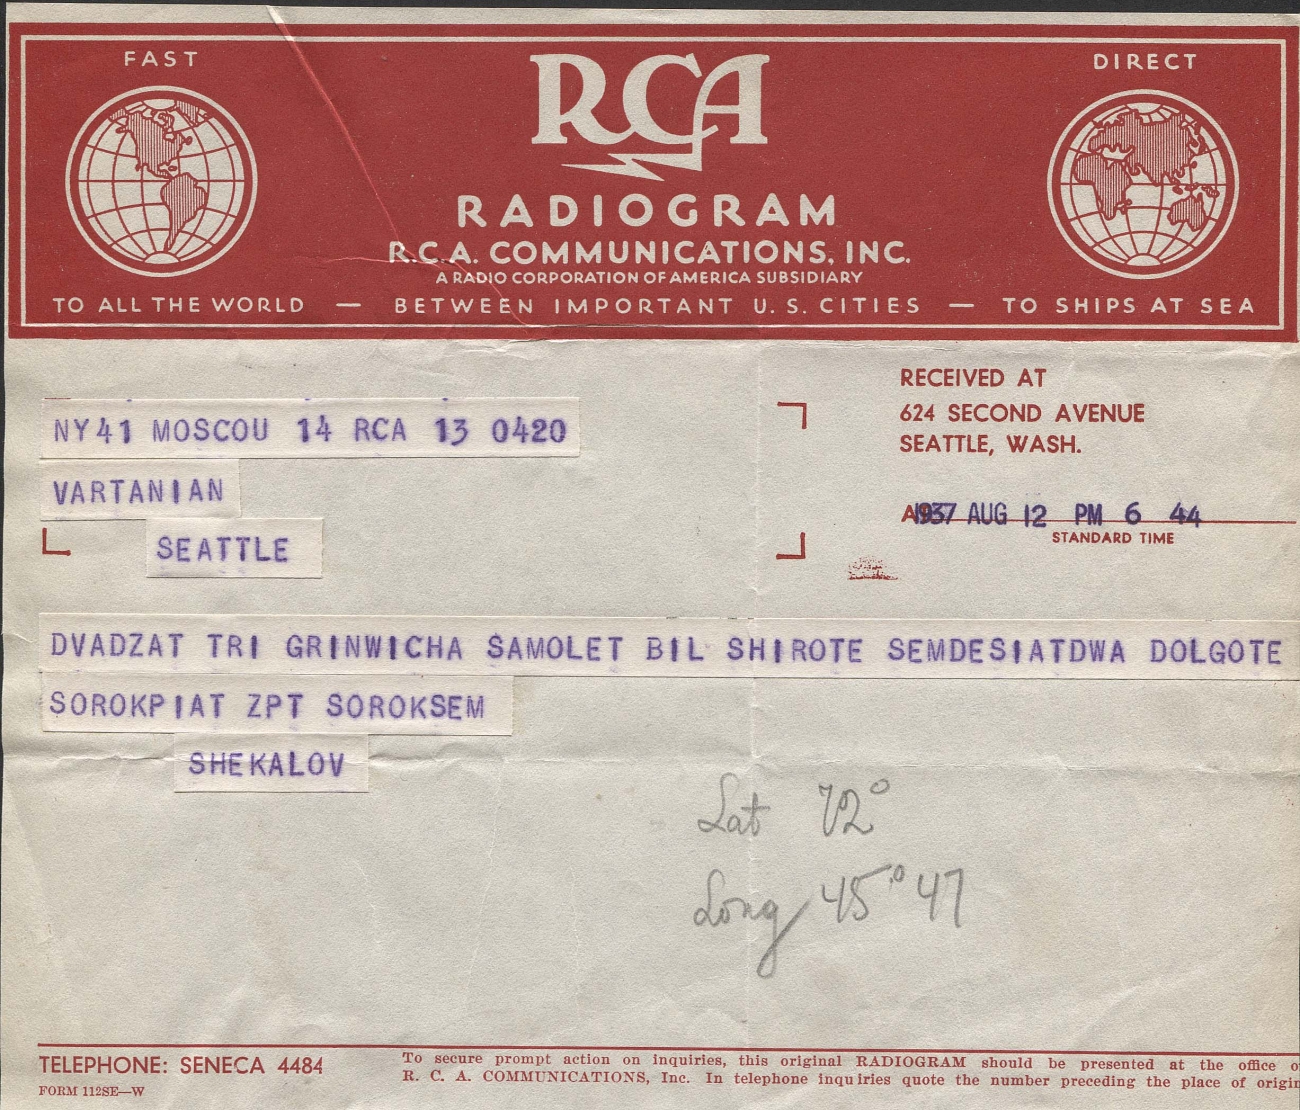 FAST
DIRECT
RCA
RADIOGRAM
R.C.A. COMMUNICATIONS, INC.
A RADIO CORPORATION OF AMERICA SUBSIDIARY
TO ALL THE WORLD — BETWEEN IMPORTANT U. S. CITIES — TO SHIPS AT SEA
RECEIVED AT
624 SECOND AVENUE
SEATTLE, WASH.
NY41 MOSCOU 14 RCA 13 0420
VARTANIAN
SEATTLE
1937 AUG 12 PM 6 44
STANDARD TIME
DVADZAT TRI GRINWICHA SAMOLET BIL SHIROTE SEMDESIATDWA DOLGOTE
SOROKPIAT ZPT SOROKSEM
SHEKALOV
Lat 72°
Long 45° 47
TELEPHONE: SENECA 4484
FORM 112SE—W
To secure prompt action on inquiries, this original RADIOGRAM should be presented at the office o
R. C. A. COMMUNICATIONS, Inc. In telephone inquiries quote the number preceding the place of origin